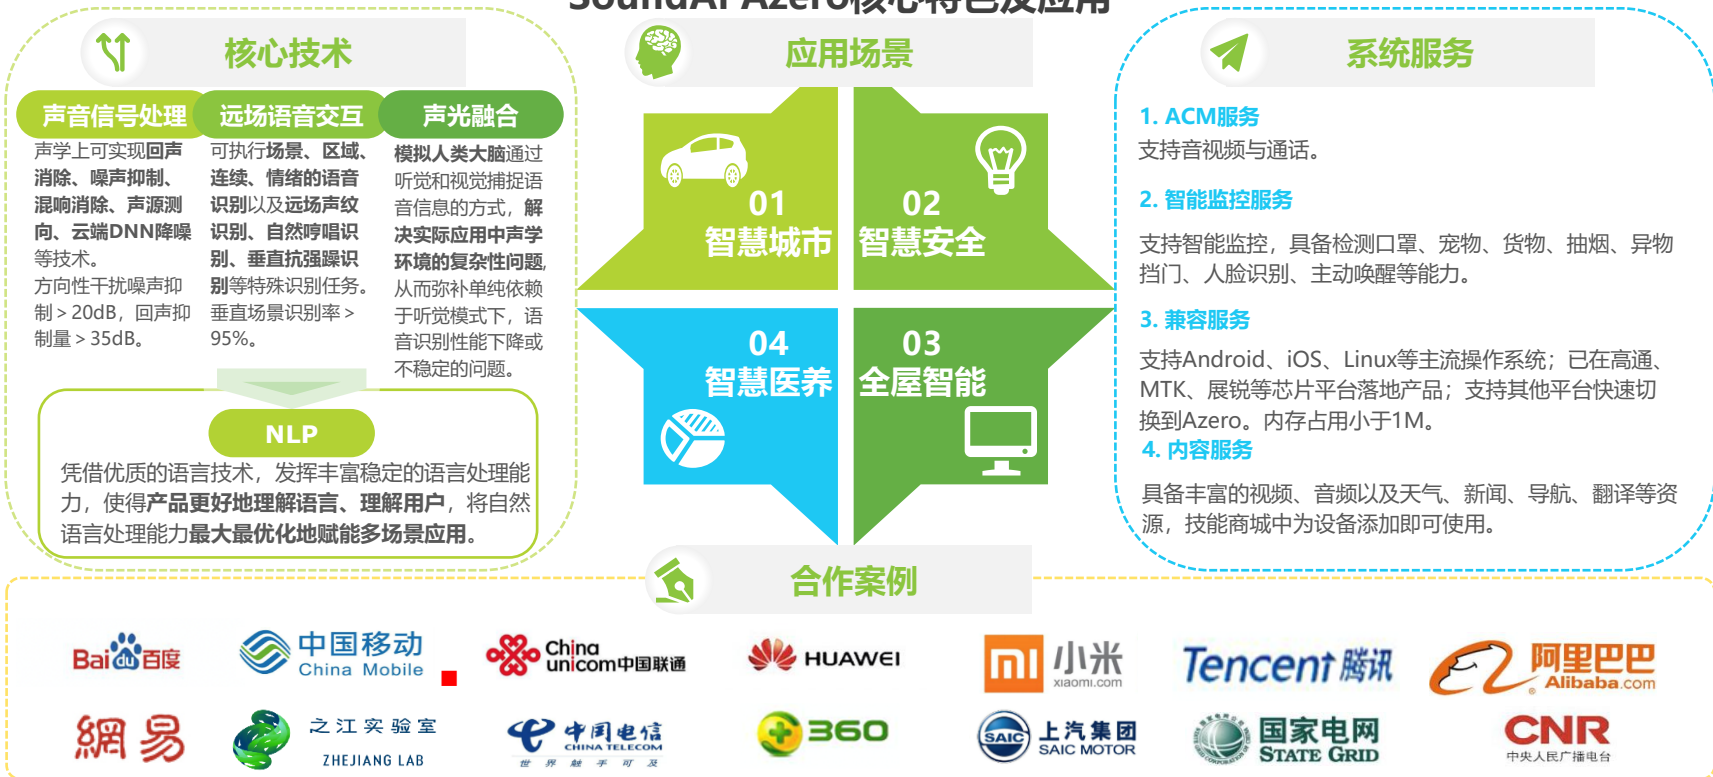 SoundAI Azero核心特色及应用
核心技术
声音信号处理
声学上可实现回声
消除、噪声抑制、
混响消除、声源测
向、云端DNN降噪
等技术。
方向性干扰噪声抑
制＞20dB，回声抑
制量＞35dB。
远场语音交互
可执行场景、区域、
连续、情绪的语音
识别以及远场声纹
识别、自然哼唱识
别、垂直抗强躁识
别等特殊识别任务。
垂直场景识别率＞
95%。
声光融合
模拟人类大脑通过
听觉和视觉捕捉语
音信息的方式，解
决实际应用中声学
环境的复杂性问题，
从而弥补单纯依赖
于听觉模式下，语
音识别性能下降或
不稳定的问题。
NLP
凭借优质的语言技术，发挥丰富稳定的语言处理能
力，使得产品更好地理解语言、理解用户，将自然
语言处理能力最大最优化地赋能多场景应用。
应用场景
01
智慧城市
02
智慧安全
04
智慧医养
03
全屋智能
系统服务
1. ACM服务
支持音视频与通话。
2. 智能监控服务
支持智能监控，具备检测口罩、宠物、货物、抽烟、异物
挡门、人脸识别、主动唤醒等能力。
3. 兼容服务
支持Android、iOS、Linux等主流操作系统；已在高通、
MTK、展锐等芯片平台落地产品；支持其他平台快速切
换到Azero。内存占用小于1M。
4. 内容服务
具备丰富的视频、音频以及天气、新闻、导航、翻译等资
源，技能商城中为设备添加即可使用。
合作案例
Bai du 百度
中国移动
China Mobile
China
unicom中国联通
HUAWEI
mi 小米
xiaomi.com
Tencent 腾讯
阿里巴巴
Alibaba.com
網易
之江实验室
ZHEJIANG LAB
中国电信
CHINA TELECOM
世界触手可及
360
SAIC 上汽集团
SAIC MOTOR
国家电网
STATE GRID
CNR
中央人民广播电台